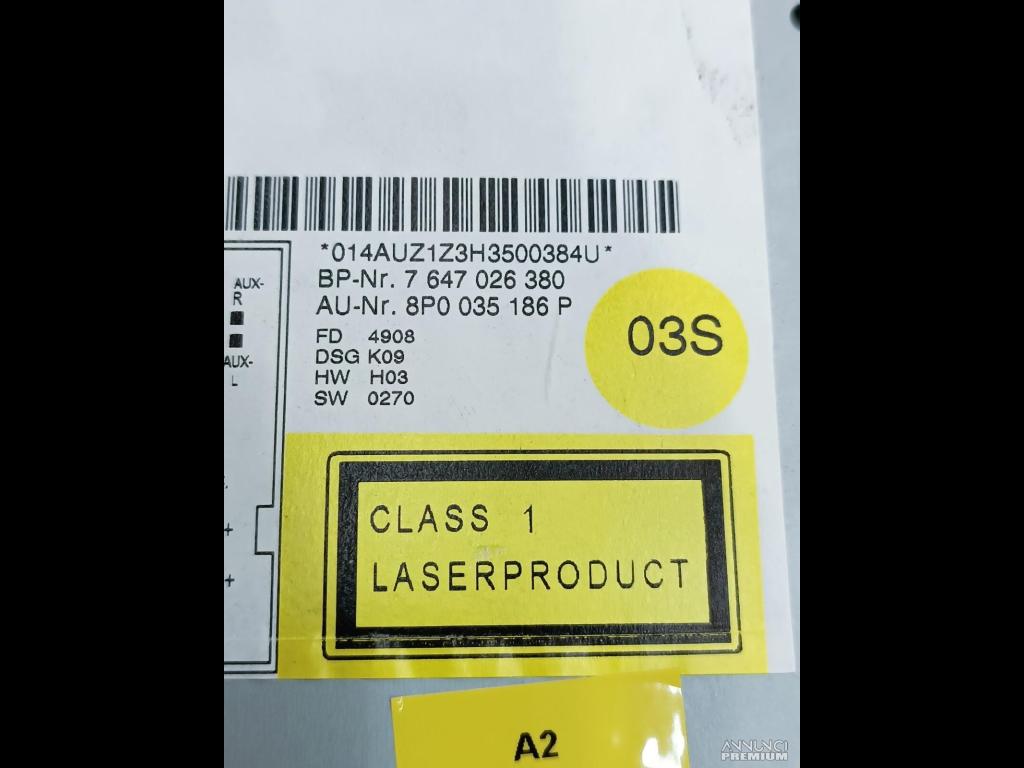 *014AUZ1Z3H3500384U*
BP-Nr. 7 647 026 380
AU-Nr. 8P0 035 186 P
FD 4908
DSG K09
HW H03
SW 0270
AUX-
R
AUX-
L
+
+
03S
CLASS 1
LASERPRODUCT
A2
ANNUNCI
PREMIUM